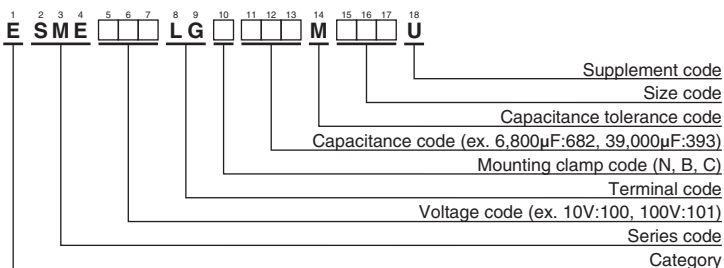 1 2 3 4 5 6 7 8 9 10 11 12 13 14 15 16 17 18
E SME □□□ LG □ □□□ M □□□ U
Supplement code
Size code
Capacitance tolerance code
Capacitance code (ex. 6,800µF:682, 39,000µF:393)
Mounting clamp code (N, B, C)
Terminal code
Voltage code (ex. 10V:100, 100V:101)
Series code
Category